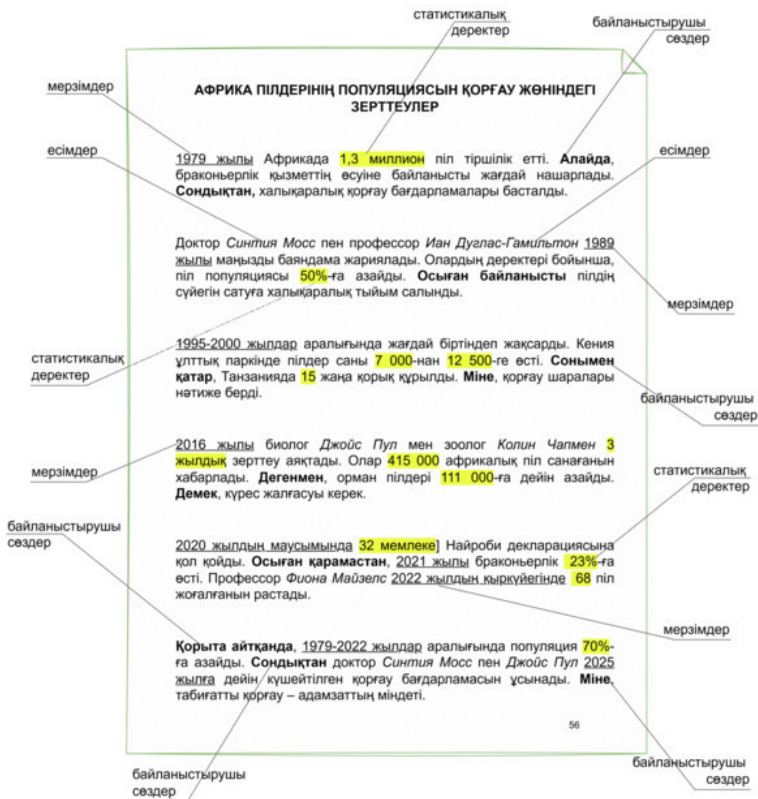 статистикалық
деректер
байланыстырушы
сөздер
мерзімдер
АФРИКА ПІЛДЕРІНІҢ ПОПУЛЯЦИЯСЫН ҚОРҒАУ ЖӨНІНДЕГІ
ЗЕРТТЕУЛЕР
есімдер
есімдер
1979 жылы Африкада 1,3 миллион піл тіршілік етті. Алайда,
браконьерлік қызметтің өсуіне байланысты жағдай нашарлады.
Сондықтан, халықаралық қорғау бағдарламалары басталды.
Доктор Синтия Мосс пен профессор Иан Дуглас-Гамильтон 1989
жылы маңызды баяндама жариялады. Олардың деректері бойынша,
піл популяциясы 50%-ға азайды. Осыған байланысты пілдің
сүйегін сатуға халықаралық тыйым салынды.
мерзімдер
1995-2000 жылдар аралығында жағдай біртіндеп жақсарды. Кения
ұлттық паркінде пілдер саны 7 000-нан 12 500-ге өсті. Сонымен
қатар, Танзанияда 15 жаңа қорық құрылды. Міне, қорғау шаралары
нәтиже берді.
статистикалық
деректер
байланыстырушы
сөздер
2016 жылы биолог Джойс Пул мен зоолог Колин Чапмен 3
жылдық зерттеу аяқтады. Олар 415 000 африкалық піл санағанын
хабарлады. Дегенмен, орман пілдері 111 000-ға дейін азайды.
Демек, күрес жалғасуы керек.
мерзімдер
статистикалық
деректер
байланыстырушы
сөздер
2020 жылдың маусымында 32 мемлеке] Найроби декларациясына
қол қойды. Осыған қарамастан, 2021 жылы браконьерлік 23%-ға
өсті. Профессор Фиона Майзелс 2022 жылдың қыркүйегінде 68 піл
жоғалғанын растады.
мерзімдер
Қорыта айтқанда, 1979-2022 жылдар аралығында популяция 70%-
ға азайды. Сондықтан доктор Синтия Мосс пен Джойс Пул 2025
жылға дейін күшейтілген қорғау бағдарламасын ұсынады. Міне,
табиғатты қорғау – адамзаттың міндеті.
56
байланыстырушы
сөздер
байланыстырушы
сөздер